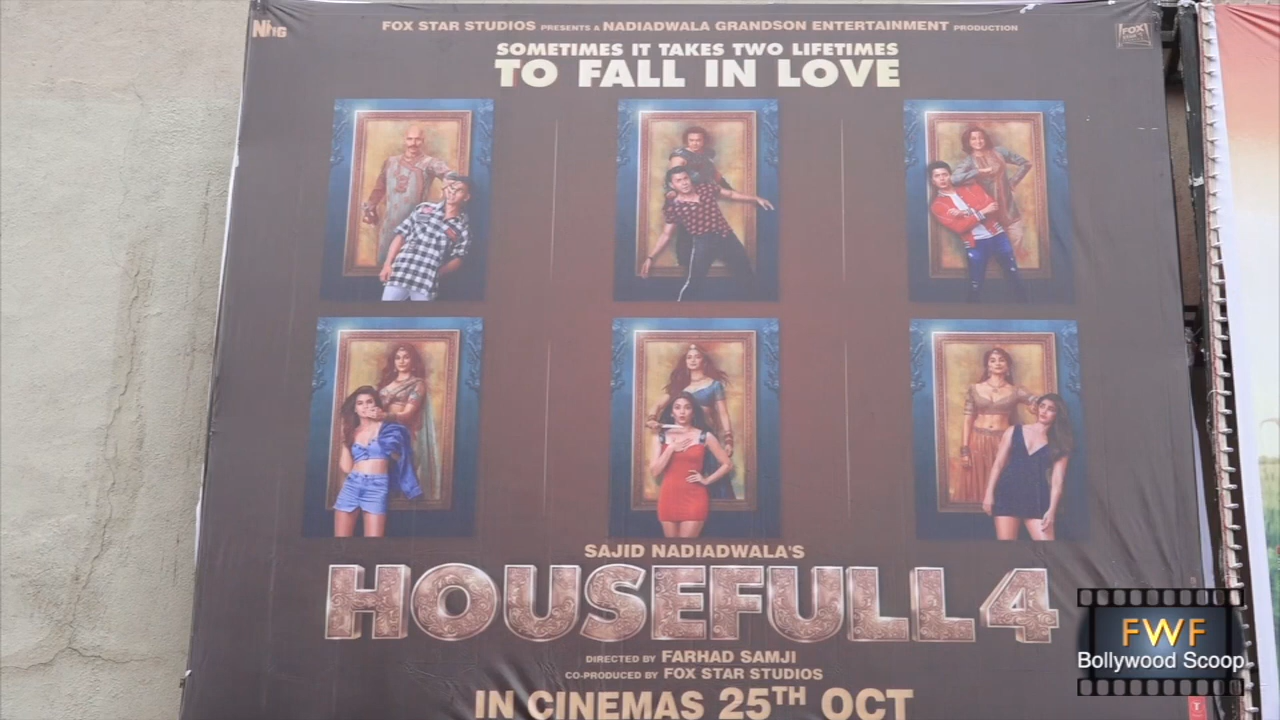 NG
FOX STAR STUDIOS PRESENTS A NADIADWALA GRANDSON ENTERTAINMENT PRODUCTION
FOX
SOMETIMES IT TAKES TWO LIFETIMES
TO FALL IN LOVE
SAJID NADIADWALA'S
HOUSEFULL 4
DIRECTED BY FARHAD SAMJI
CO-PRODUCED BY FOX STAR STUDIOS
IN CINEMAS 25TH OCT
FWF
Bollywood Scoop
T